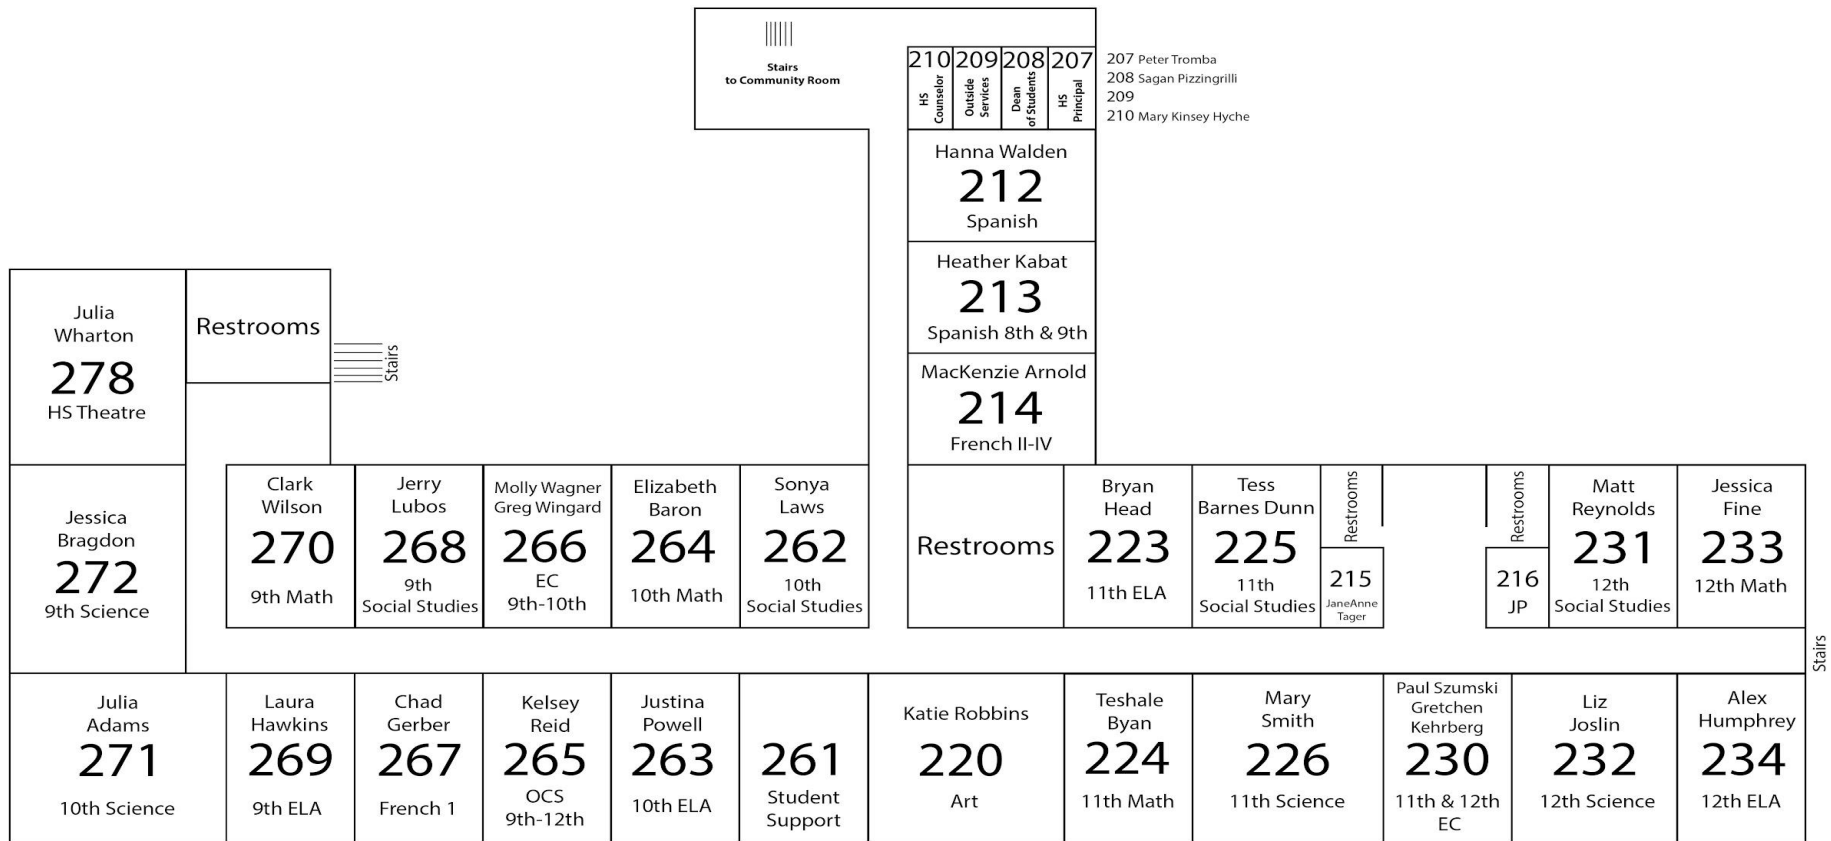 Stairs
to Community Room
210
HS
Counselor
209
Outside
Services
208
Dean
of Students
207
HS
Principal
207 Peter Tromba
208 Sagan Pizzingrilli
209
210 Mary Kinsey Hyche
Hanna Walden
212
Spanish
Heather Kabat
213
Spanish 8th & 9th
MacKenzie Arnold
214
French II-IV
Julia
Wharton
278
HS Theatre
Restrooms
Stairs
Jessica
Bragdon
272
9th Science
Clark
Wilson
270
9th Math
Jerry
Lubos
268
9th
Social Studies
Molly Wagner
Greg Wingard
266
EC
9th-10th
Elizabeth
Baron
264
10th Math
Sonya
Laws
262
10th
Social Studies
Restrooms
Bryan
Head
223
11th ELA
Tess
Barnes Dunn
225
11th
Social Studies
Restrooms
215
JaneAnne
Tager
Restrooms
216
JP
Matt
Reynolds
231
12th
Social Studies
Jessica
Fine
233
12th Math
Stairs
Julia
Adams
271
10th Science
Laura
Hawkins
269
9th ELA
Chad
Gerber
267
French 1
Kelsey
Reid
265
OCS
9th-12th
Justina
Powell
263
10th ELA
261
Student
Support
Katie Robbins
220
Art
Teshale
Byan
224
11th Math
Mary
Smith
226
11th Science
Paul Szumski
Gretchen
Kehrberg
230
11th & 12th
EC
Liz
Joslin
232
12th Science
Alex
Humphrey
234
12th ELA